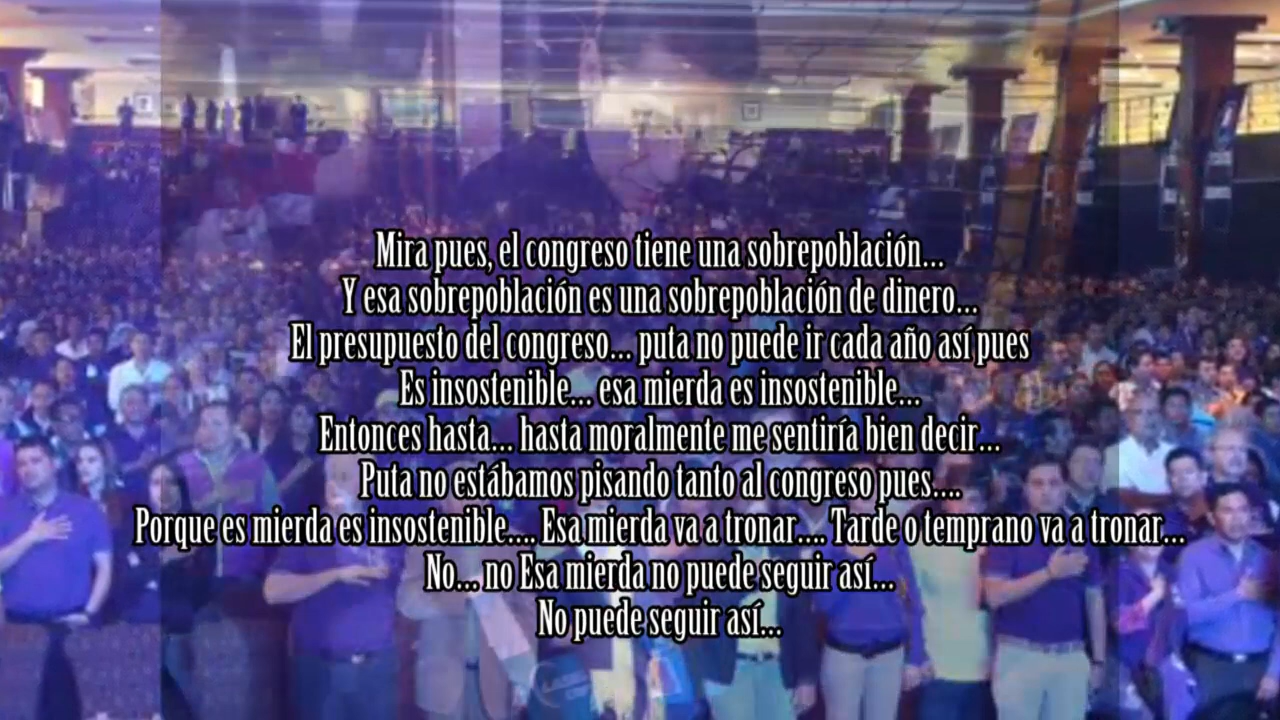 Mira pues, el congreso tiene una sobrepoblación...
Y esa sobrepoblación es una sobrepoblación de dinero...
El presupuesto del congreso... puta no puede ir cada año así pues
Es insostenible... esa mierda es insostenible...
Entonces hasta... hasta moralmente me sentiría bien decir...
Puta no estábamos pisando tanto al congreso pues....
Porque es mierda es insostenible.... Esa mierda va a tronar.... Tarde o temprano va a tronar...
No... no Esa mierda no puede seguir así...
No puede seguir así...